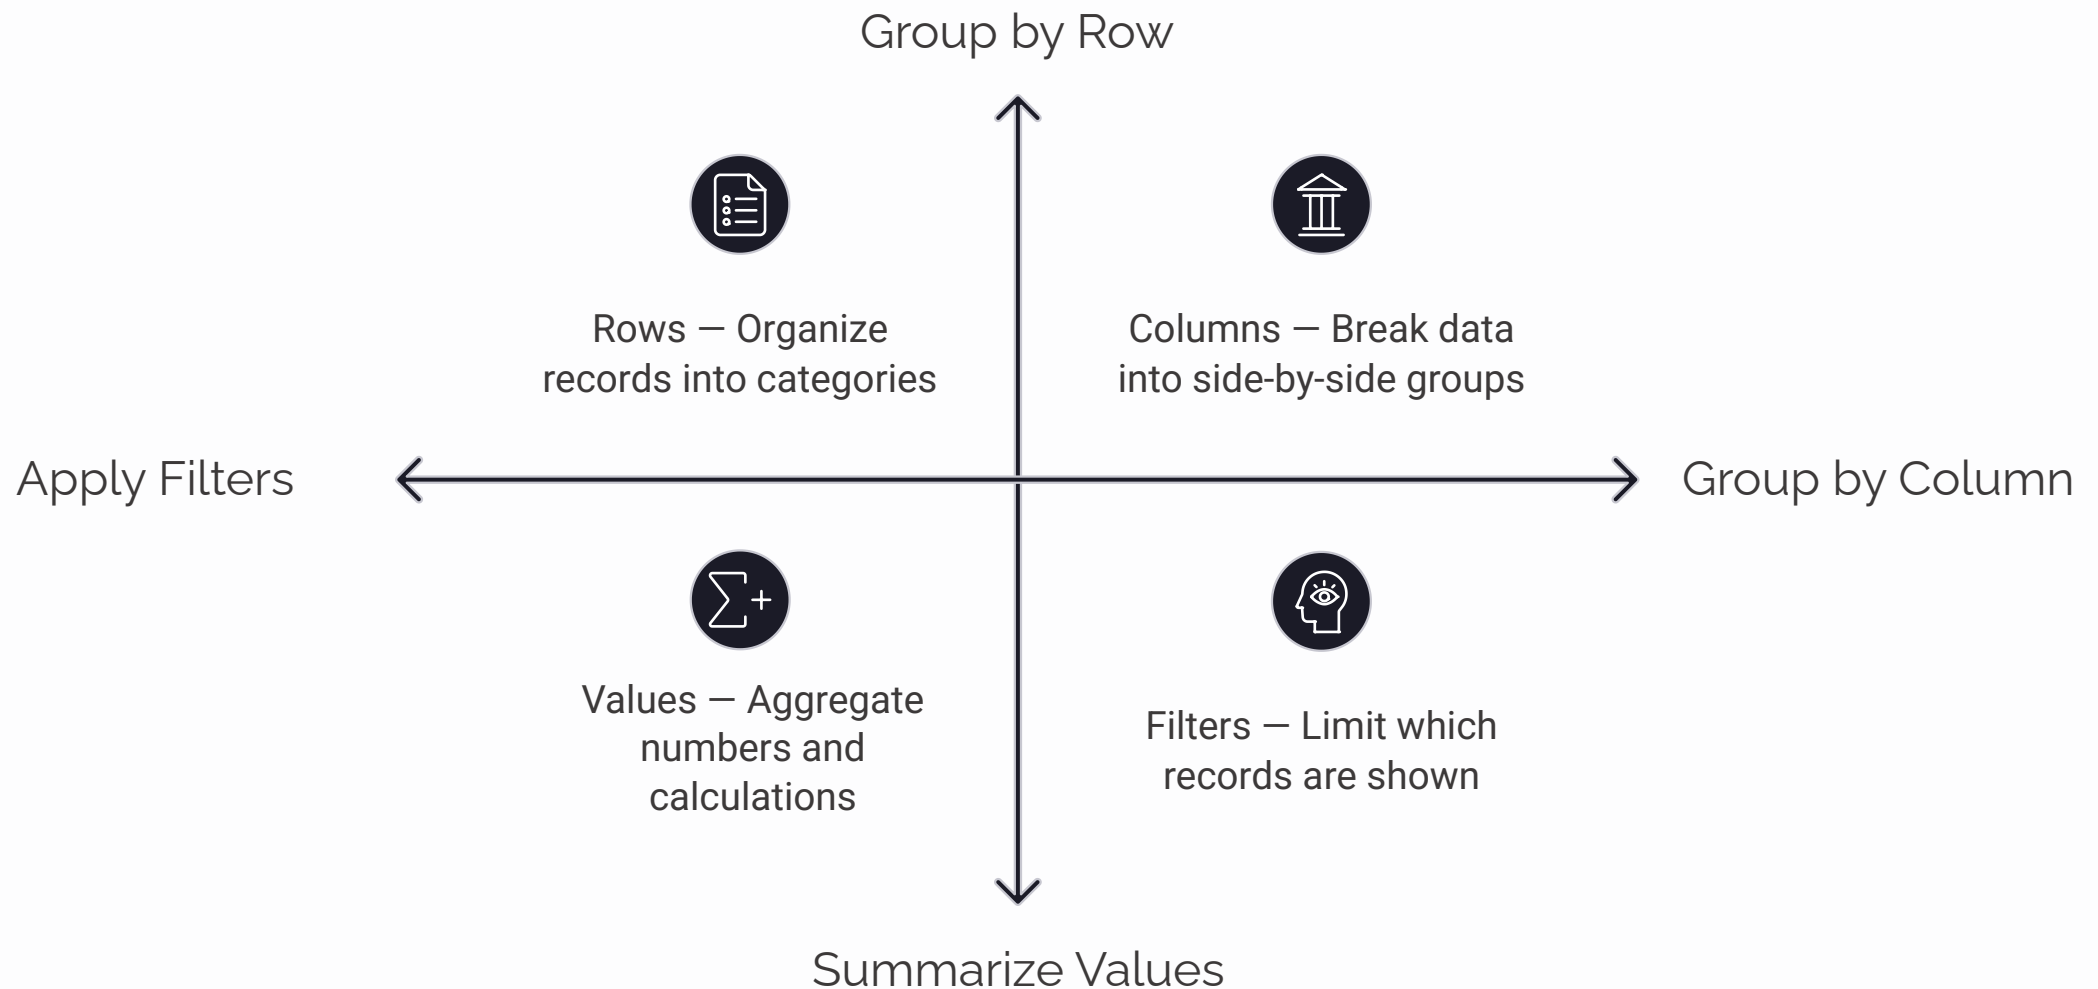 Group by Row
Rows — Organize
records into categories
Columns — Break data
into side-by-side groups
Apply Filters
Group by Column
Values — Aggregate
numbers and
calculations
Filters — Limit which
records are shown
Summarize Values